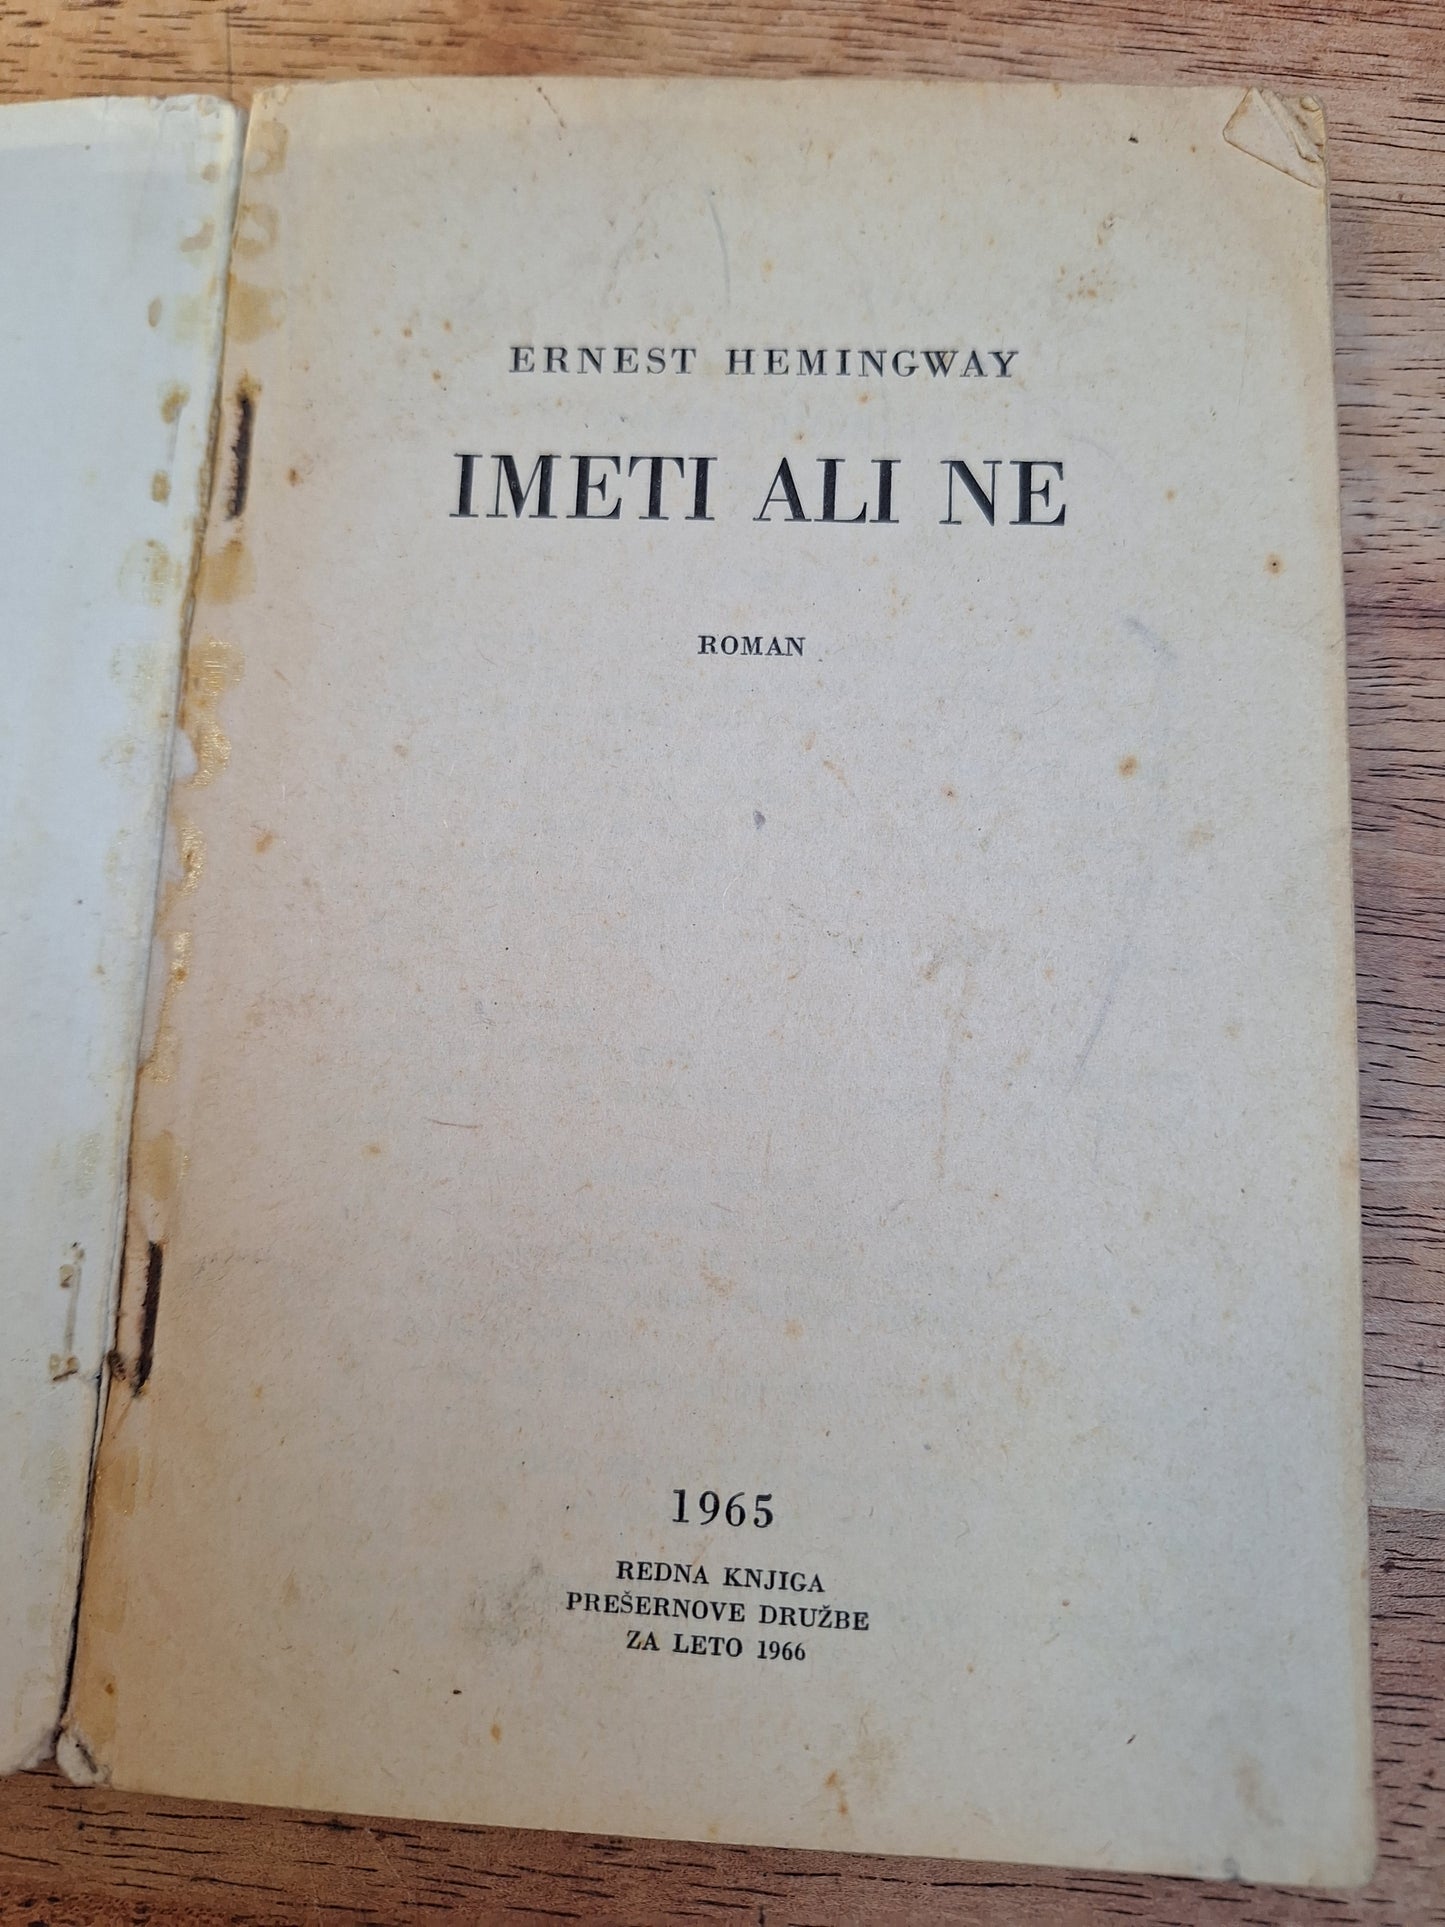 ERNEST HEMINGWAY
IMETI ALI NE
ROMAN
1965
REDNA KNJIGA
PREŠERNOVE DRUŽBE
ZA LETO 1966